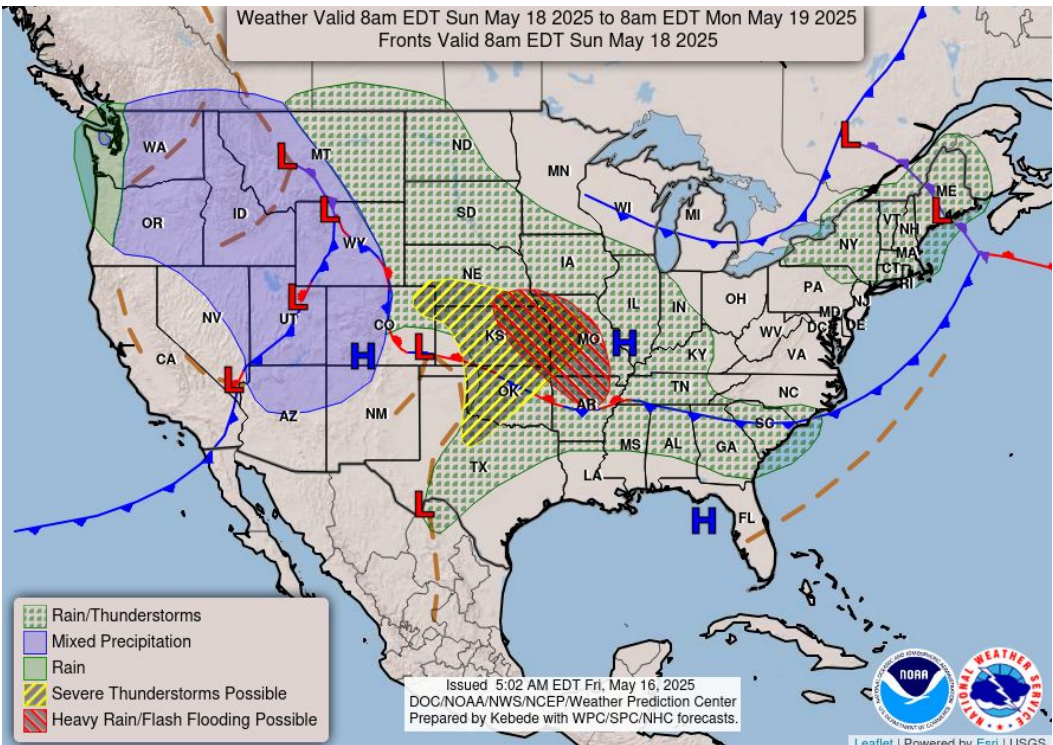 Weather Valid 8am EDT Sun May 18 2025 to 8am EDT Mon May 19 2025
Fronts Valid 8am EDT Sun May 18 2025
WA
MT
ND
MN
OR
ID
WY
SD
WI
MI
ME
VT
NH
NY
MA
CT
RI
NE
IA
PA
NJ
NV
UT
CO
KS
MO
IL
IN
OH
WV
MD
DC
DE
VA
KY
CA
AZ
NM
OK
AR
TN
NC
SC
TX
LA
MS
AL
GA
FL
L
L
L
L
L
L
L
L
H
H
H
Rain/Thunderstorms
Mixed Precipitation
Rain
Severe Thunderstorms Possible
Heavy Rain/Flash Flooding Possible
Issued 5:02 AM EDT Fri, May 16, 2025
DOC/NOAA/NWS/NCEP/Weather Prediction Center
Prepared by Kebede with WPC/SPC/NHC forecasts.
NOAA
NATIONAL WEATHER SERVICE
Leaflet | Powered by Esri | USGS